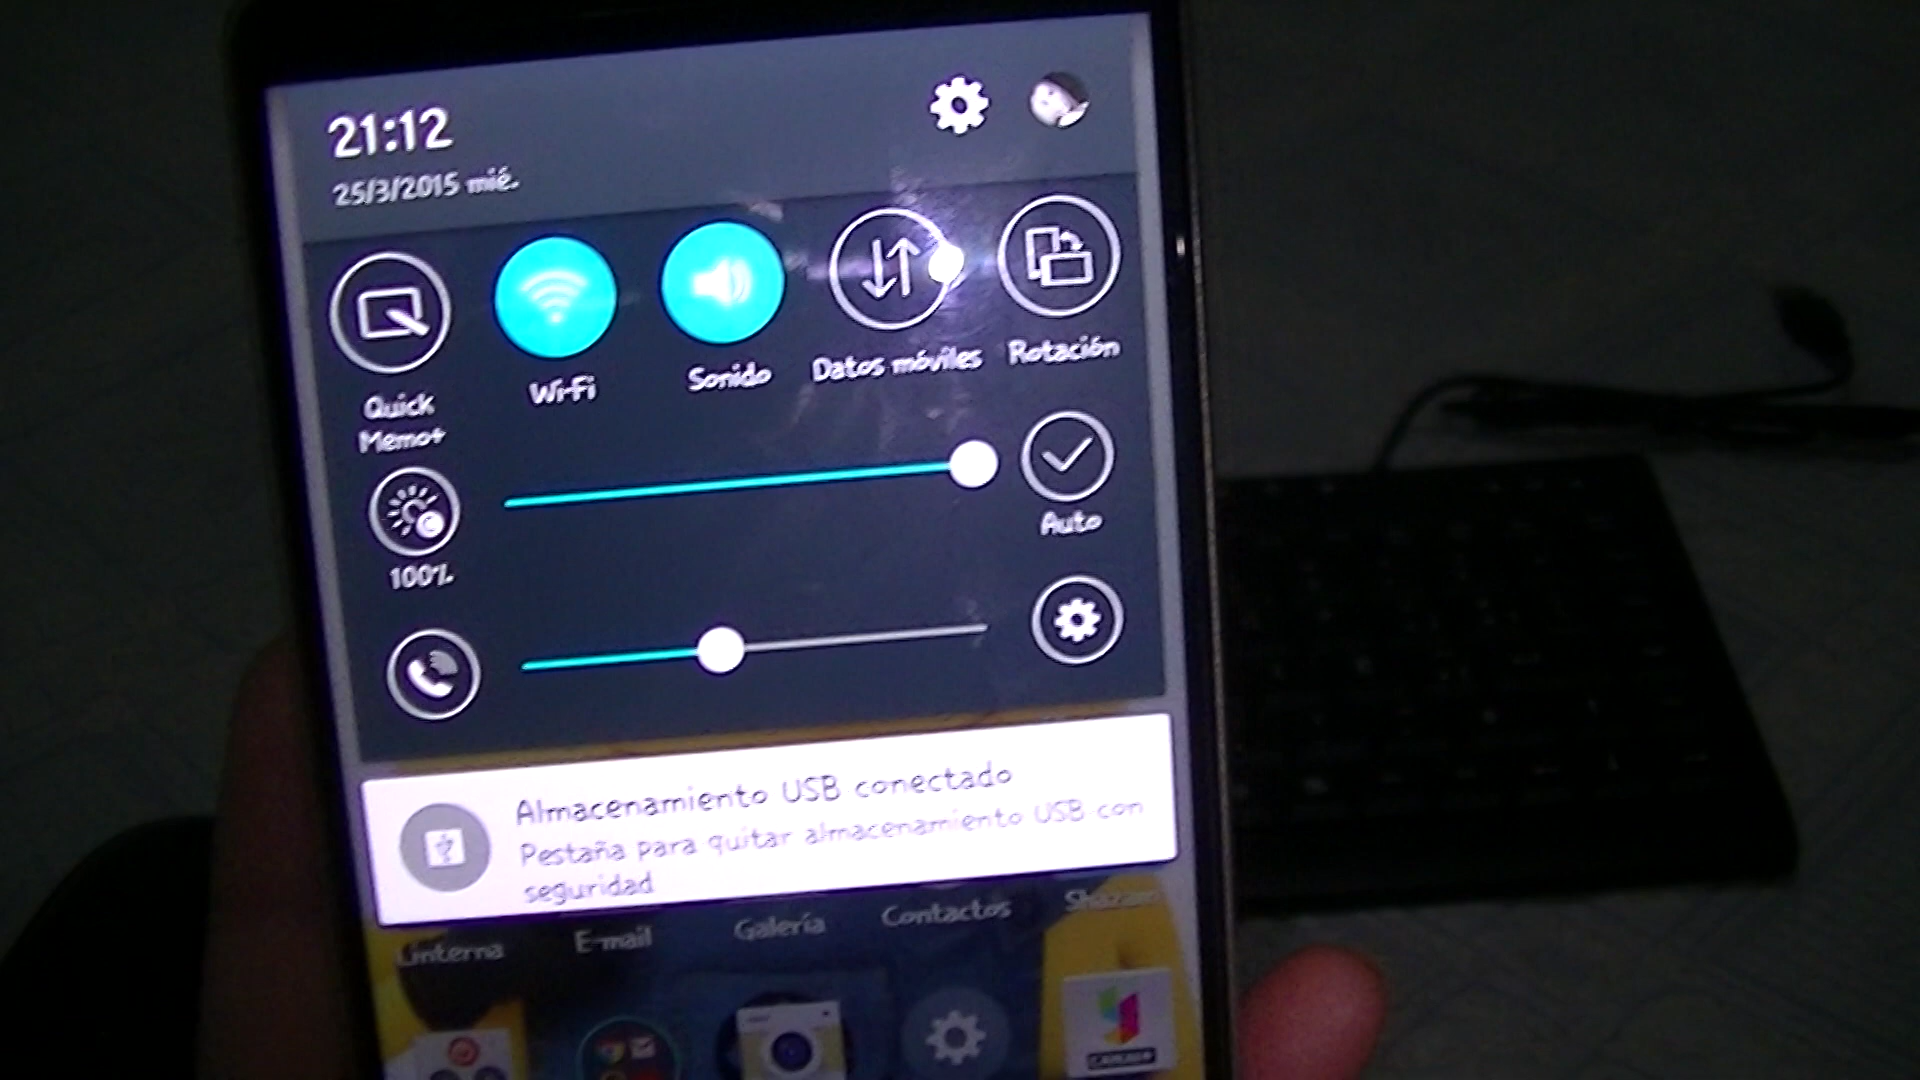 21:12
25/3/2015 mié.
Quick
Memo+
Wi-Fi
Sonido
Datos móviles
Rotación
100%
Auto
Almacenamiento USB conectado
Pestaña para quitar almacenamiento USB con
seguridad
Linterna
E-mail
Galería
Contactos
Shazam